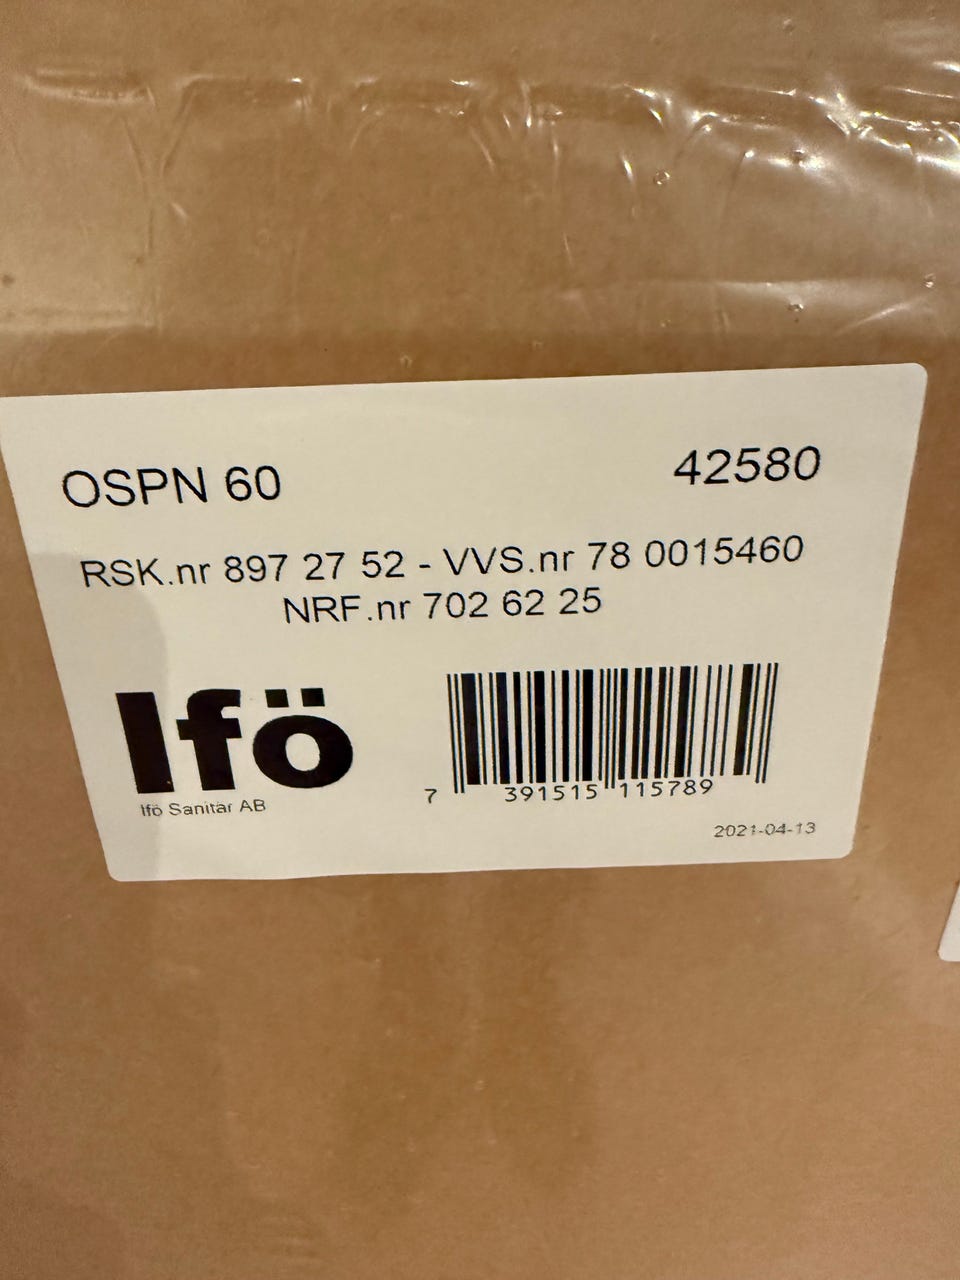 OSPN 60 42580
RSK.nr 897 27 52 - VVS.nr 78 0015460
NRF.nr 702 62 25
Ifö
Ifö Sanitär AB
7 391515 115789
2021-04-13